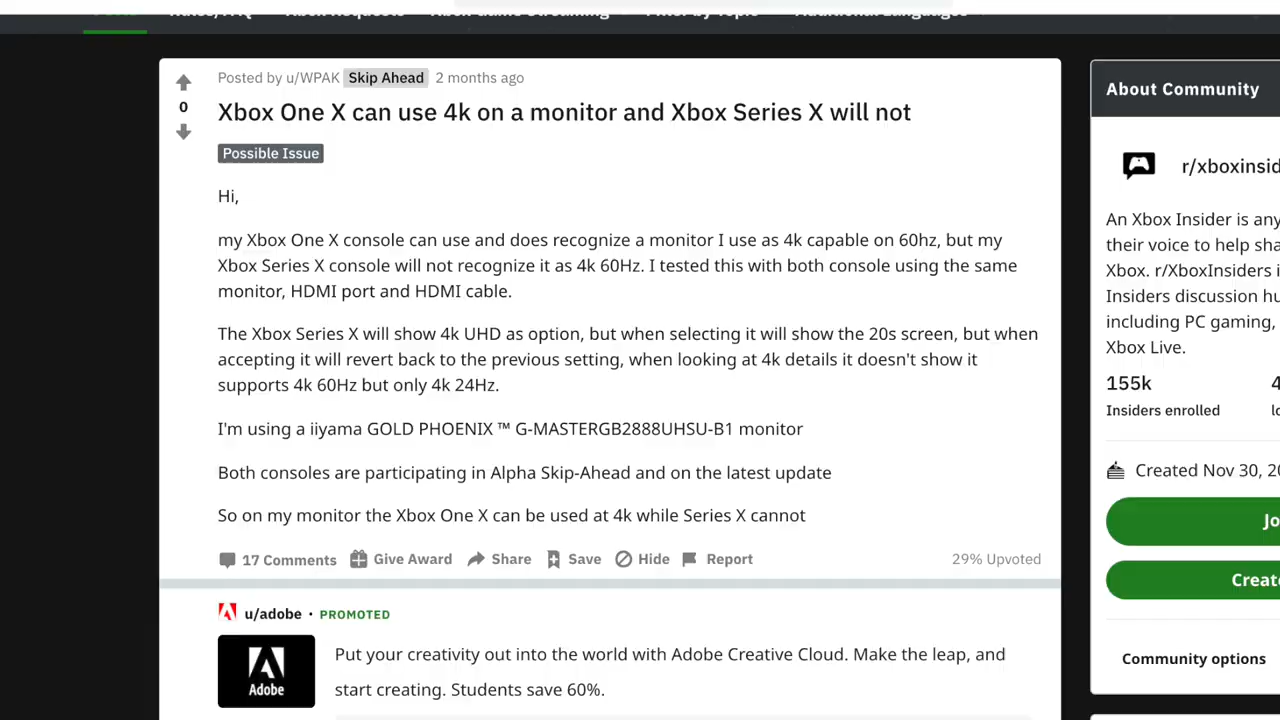 Posted by u/WPAK Skip Ahead 2 months ago
0
Xbox One X can use 4k on a monitor and Xbox Series X will not
Possible Issue
Hi,
my Xbox One X console can use and does recognize a monitor I use as 4k capable on 60hz, but my
Xbox Series X console will not recognize it as 4k 60Hz. I tested this with both console using the same
monitor, HDMI port and HDMI cable.
The Xbox Series X will show 4k UHD as option, but when selecting it will show the 20s screen, but when
accepting it will revert back to the previous setting, when looking at 4k details it doesn't show it
supports 4k 60Hz but only 4k 24Hz.
I'm using a iiyama GOLD PHOENIX ™ G-MASTERGB2888UHSU-B1 monitor
Both consoles are participating in Alpha Skip-Ahead and on the latest update
So on my monitor the Xbox One X can be used at 4k while Series X cannot
17 Comments Give Award Share Save Hide Report 29% Upvoted
u/adobe • PROMOTED
Put your creativity out into the world with Adobe Creative Cloud. Make the leap, and
start creating. Students save 60%.
Adobe
About Community
r/xboxinsid
An Xbox Insider is any
their voice to help sha
Xbox. r/XboxInsiders i
Insiders discussion hu
including PC gaming,
Xbox Live.
155k
Insiders enrolled
Created Nov 30, 20
Jo
Create
Community options